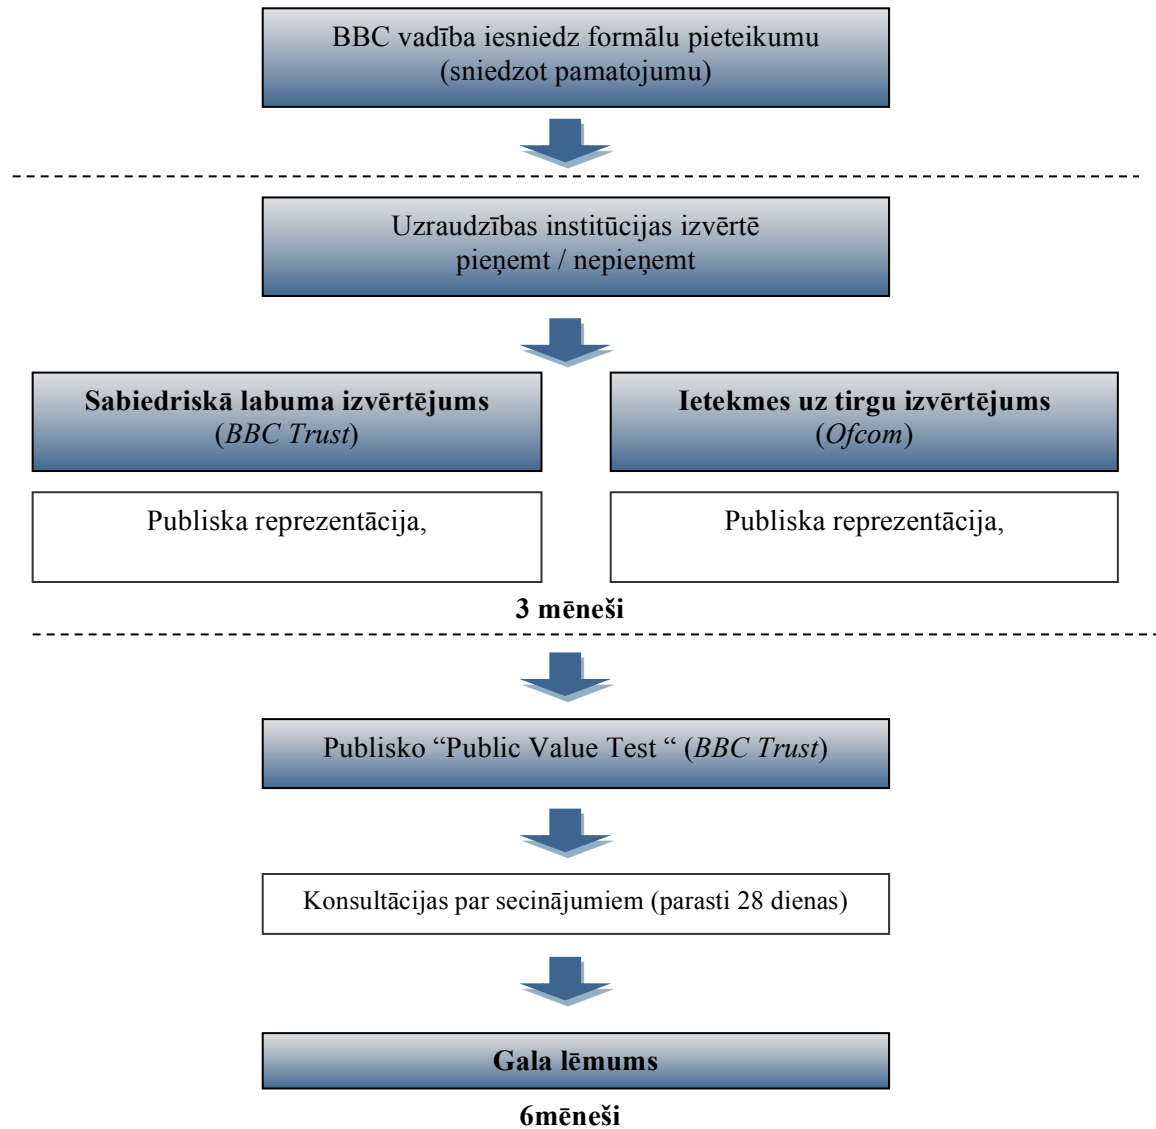 BBC vadība iesniedz formālu pieteikumu
(sniedzot pamatojumu)
Uzraudzības institūcijas izvērtē
pieņemt / nepieņemt
Sabiedriskā labuma izvērtējums
(BBC Trust)
Ietekmes uz tirgu izvērtējums
(Ofcom)
Publiska reprezentācija,
Publiska reprezentācija,
3 mēneši
Publisko “Public Value Test “ (BBC Trust)
Konsultācijas par secinājumiem (parasti 28 dienas)
Gala lēmums
6mēneši